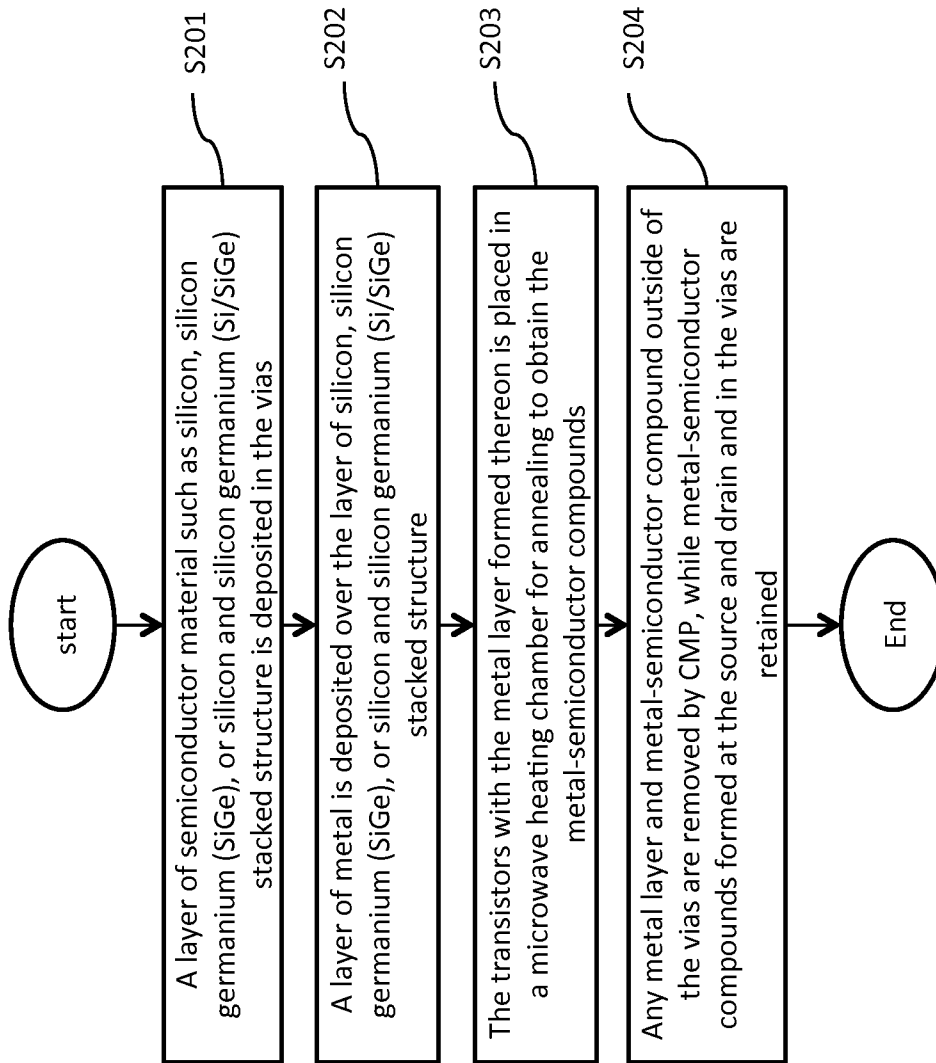 start
A layer of semiconductor material such as silicon, silicon
germanium (SiGe), or silicon and silicon germanium (Si/SiGe)
stacked structure is deposited in the vias
S201
A layer of metal is deposited over the layer of silicon, silicon
germanium (SiGe), or silicon and silicon germanium (Si/SiGe)
stacked structure
S202
The transistors with the metal layer formed thereon is placed in
a microwave heating chamber for annealing to obtain the
metal-semiconductor compounds
S203
Any metal layer and metal-semiconductor compound outside of
the vias are removed by CMP, while metal-semiconductor
compounds formed at the source and drain and in the vias are
retained
S204
End